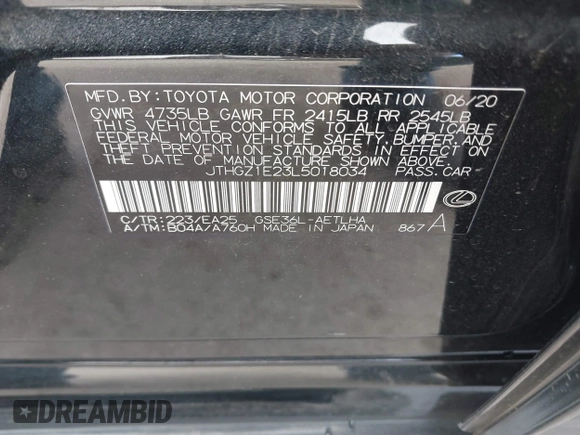 MFD.BY:TOYOTA MOTOR CORPORATION 06/20
GVWR 4735LB GAWR FR 2415LB RR 2545LB
THIS VEHICLE CONFORMS TO ALL APPLICABLE
FEDERAL MOTOR VEHICLE SAFETY,BUMPER,AND
THEFT PREVENTION STANDARDS IN EFFECT ON
THE DATE OF MANUFACTURE SHOWN ABOVE.
JTHGZ1E23L5018034 PASS.CAR
C/TR:223/EA25 GSE36L-AETLHA
A/TM:B04A/A760H MADE IN JAPAN 867 A
DREAMBID